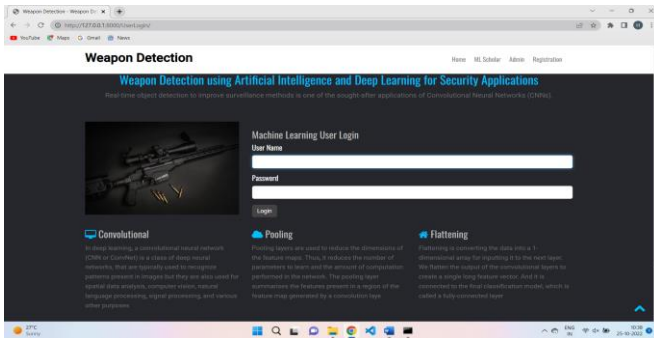 Weapon Detection - Weapon De
http://127.0.0.1:8000/UserLogin/
YouTube Maps Gmail News
Weapon Detection
Home ML Scholar Admin Registration
Weapon Detection using Artificial Intelligence and Deep Learning for Security Applications
Real-time object detection to improve surveillance methods is one of the sought-after applications of Convolutional Neural Networks (CNNs).
Machine Learning User Login
User Name
Password
Login
Convolutional
In deep learning, a convolutional neural network
(CNN or ConvNet) is a class of deep neural
networks, that are typically used to recognize
patterns present in images but they are also used for
spatial data analysis, computer vision, natural
language processing, signal processing, and various
other purposes
Pooling
Pooling layers are used to reduce the dimensions of
the feature maps. Thus, it reduces the number of
parameters to learn and the amount of computation
performed in the network. The pooling layer
summarises the features present in a region of the
feature map generated by a convolution laye
Flattening
Flattening is converting the data into a 1-
dimensional array for inputting it to the next layer.
We flatten the output of the convolutional layers to
create a single long feature vector. And it is
connected to the final classification model, which is
called a fully-connected layer
27°C
Sunny
ENG
IN
10:39